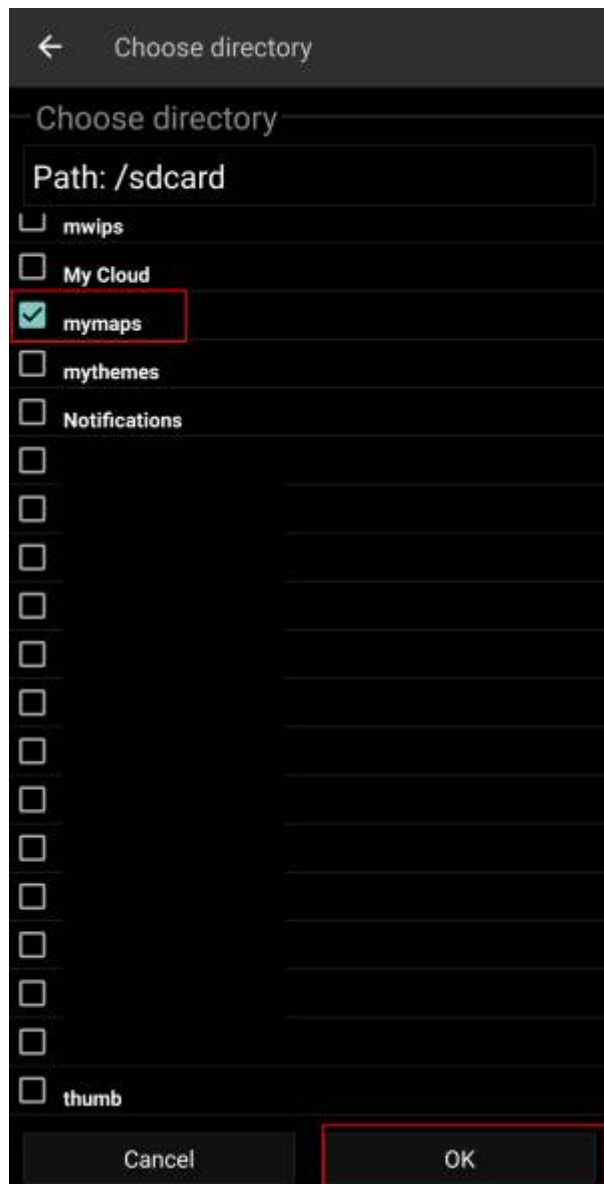 Choose directory
Choose directory
Path: /sdcard
mwips
My Cloud
mymaps
mythemes
Notifications
thumb
Cancel
OK